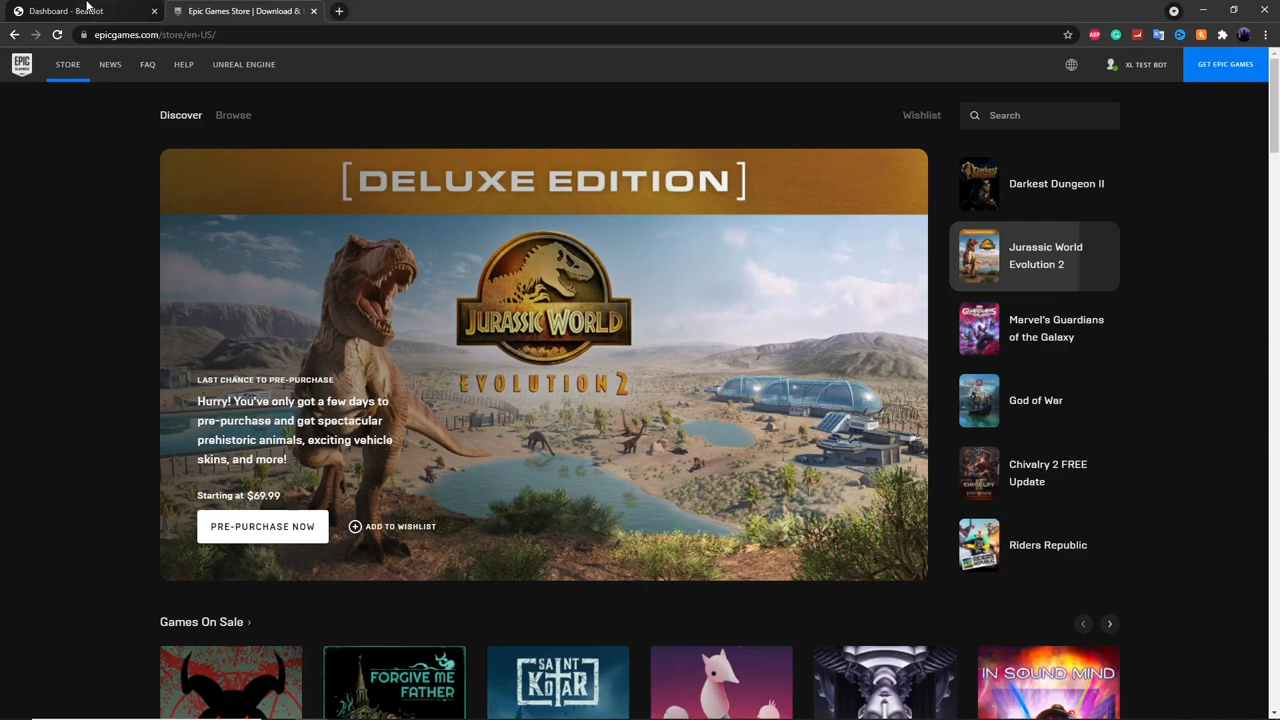 Dashboard - BeamBot
Epic Games Store | Download &
epicgames.com/store/en-US/
ABP
EPIC
GAMES
STORE
NEWS
FAQ
HELP
UNREAL ENGINE
XL TEST BOT
GET EPIC GAMES
Discover
Browse
Wishlist
Search
[DELUXE EDITION]
JURASSIC WORLD
EVOLUTION 2
LAST CHANCE TO PRE-PURCHASE
Hurry! You've only got a few days to
pre-purchase and get spectacular
prehistoric animals, exciting vehicle
skins, and more!
Starting at $69.99
PRE-PURCHASE NOW
ADD TO WISHLIST
Darkest Dungeon II
Jurassic World
Evolution 2
Marvel's Guardians
of the Galaxy
God of War
Chivalry 2 FREE
Update
Riders Republic
Games On Sale
FORGIVE ME
FATHER
SAINT
KOTAR
IN SOUND MIND